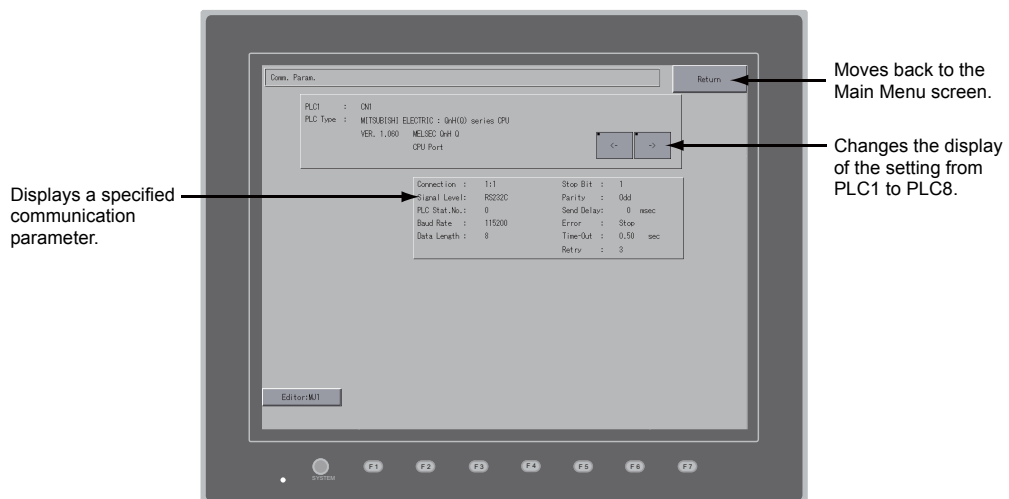 Comm. Param.
Return
PLC1 : CN1
PLC Type : MITSUBISHI ELECTRIC : QnH(Q) series CPU
VER. 1.060 MELSEC QnH Q
CPU Port
<- ->
Connection : 1:1 Stop Bit : 1
Signal Level: RS232C Parity : Odd
PLC Stat.No.: 0 Send Delay: 0 msec
Baud Rate : 115200 Error : Stop
Data Length : 8 Time-Out : 0.50 sec
Retry : 3
Editor:MJ1
SYSTEM F1 F2 F3 F4 F5 F6 F7
Displays a specified
communication
parameter.
Moves back to the
Main Menu screen.
Changes the display
of the setting from
PLC1 to PLC8.